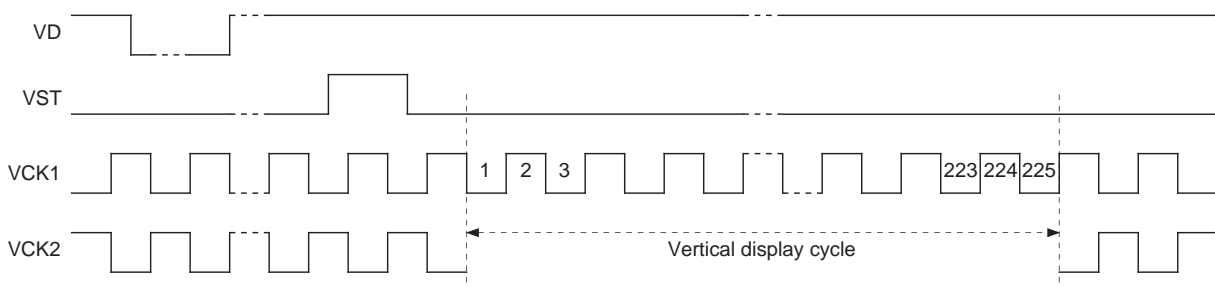 VD
VST
VCK1
1 2 3 223 224 225
VCK2
Vertical display cycle